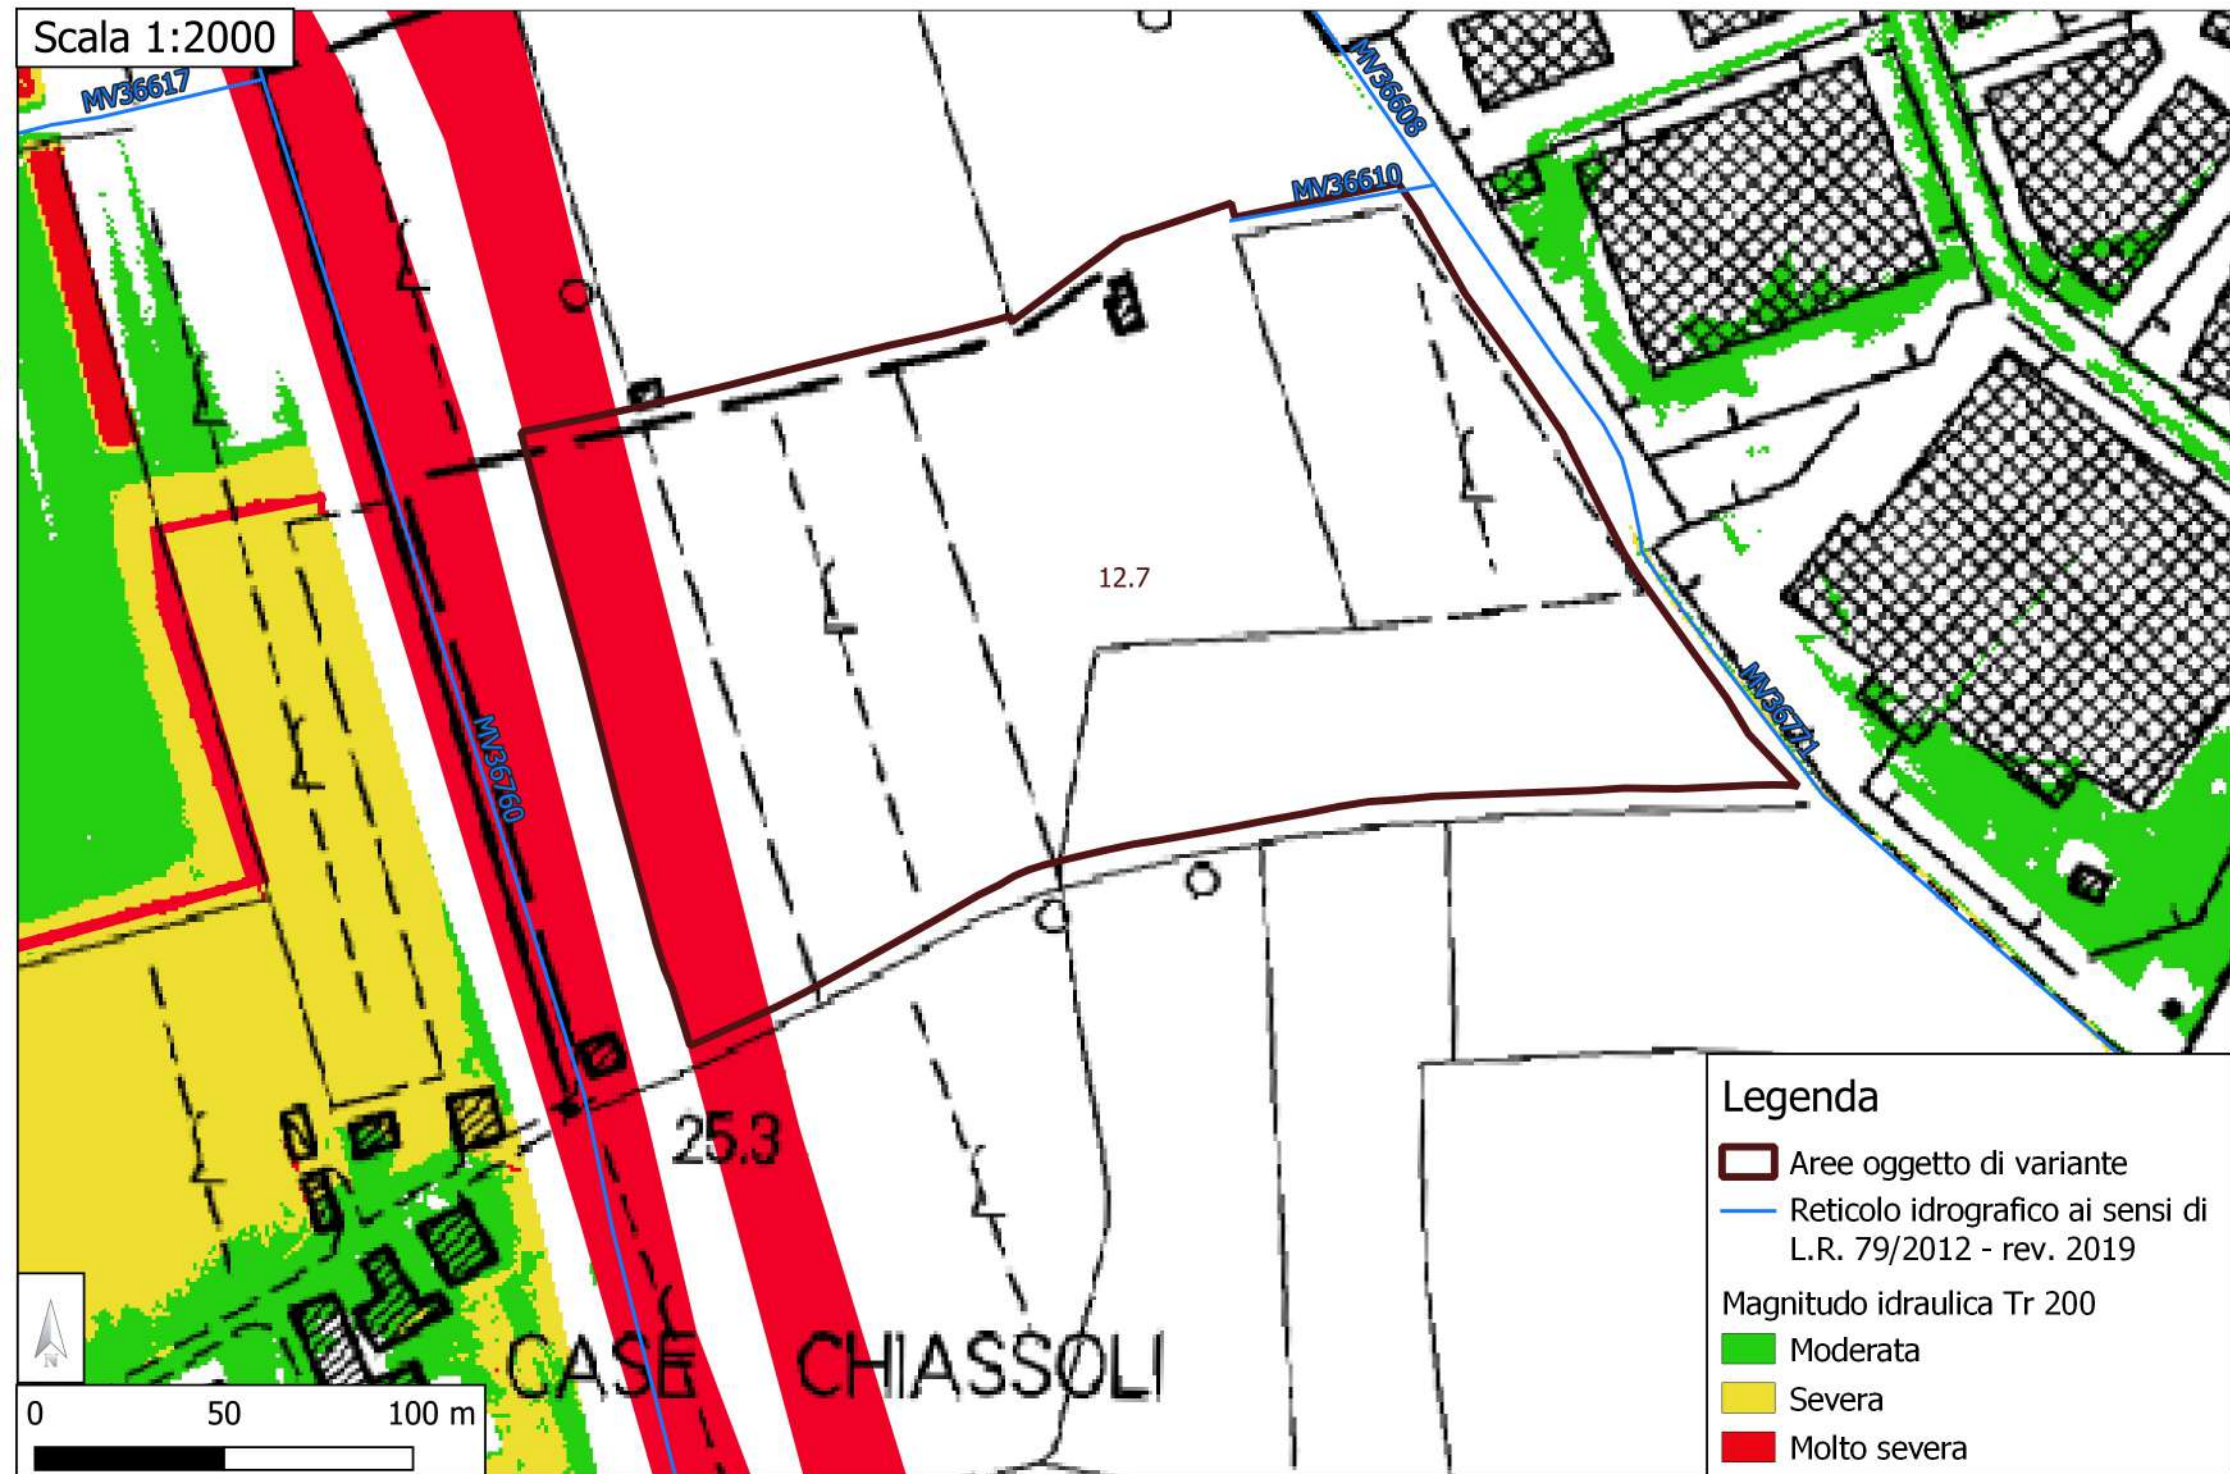 Scala 1:2000
MV36617
MV36608
MV36610
12.7
MV36760
MV36771
25.3
CASE CHIASSOLI
N
0 50 100 m
Legenda
Aree oggetto di variante
Reticolo idrografico ai sensi di
L.R. 79/2012 - rev. 2019
Magnitudo idraulica Tr 200
Moderata
Severa
Molto severa